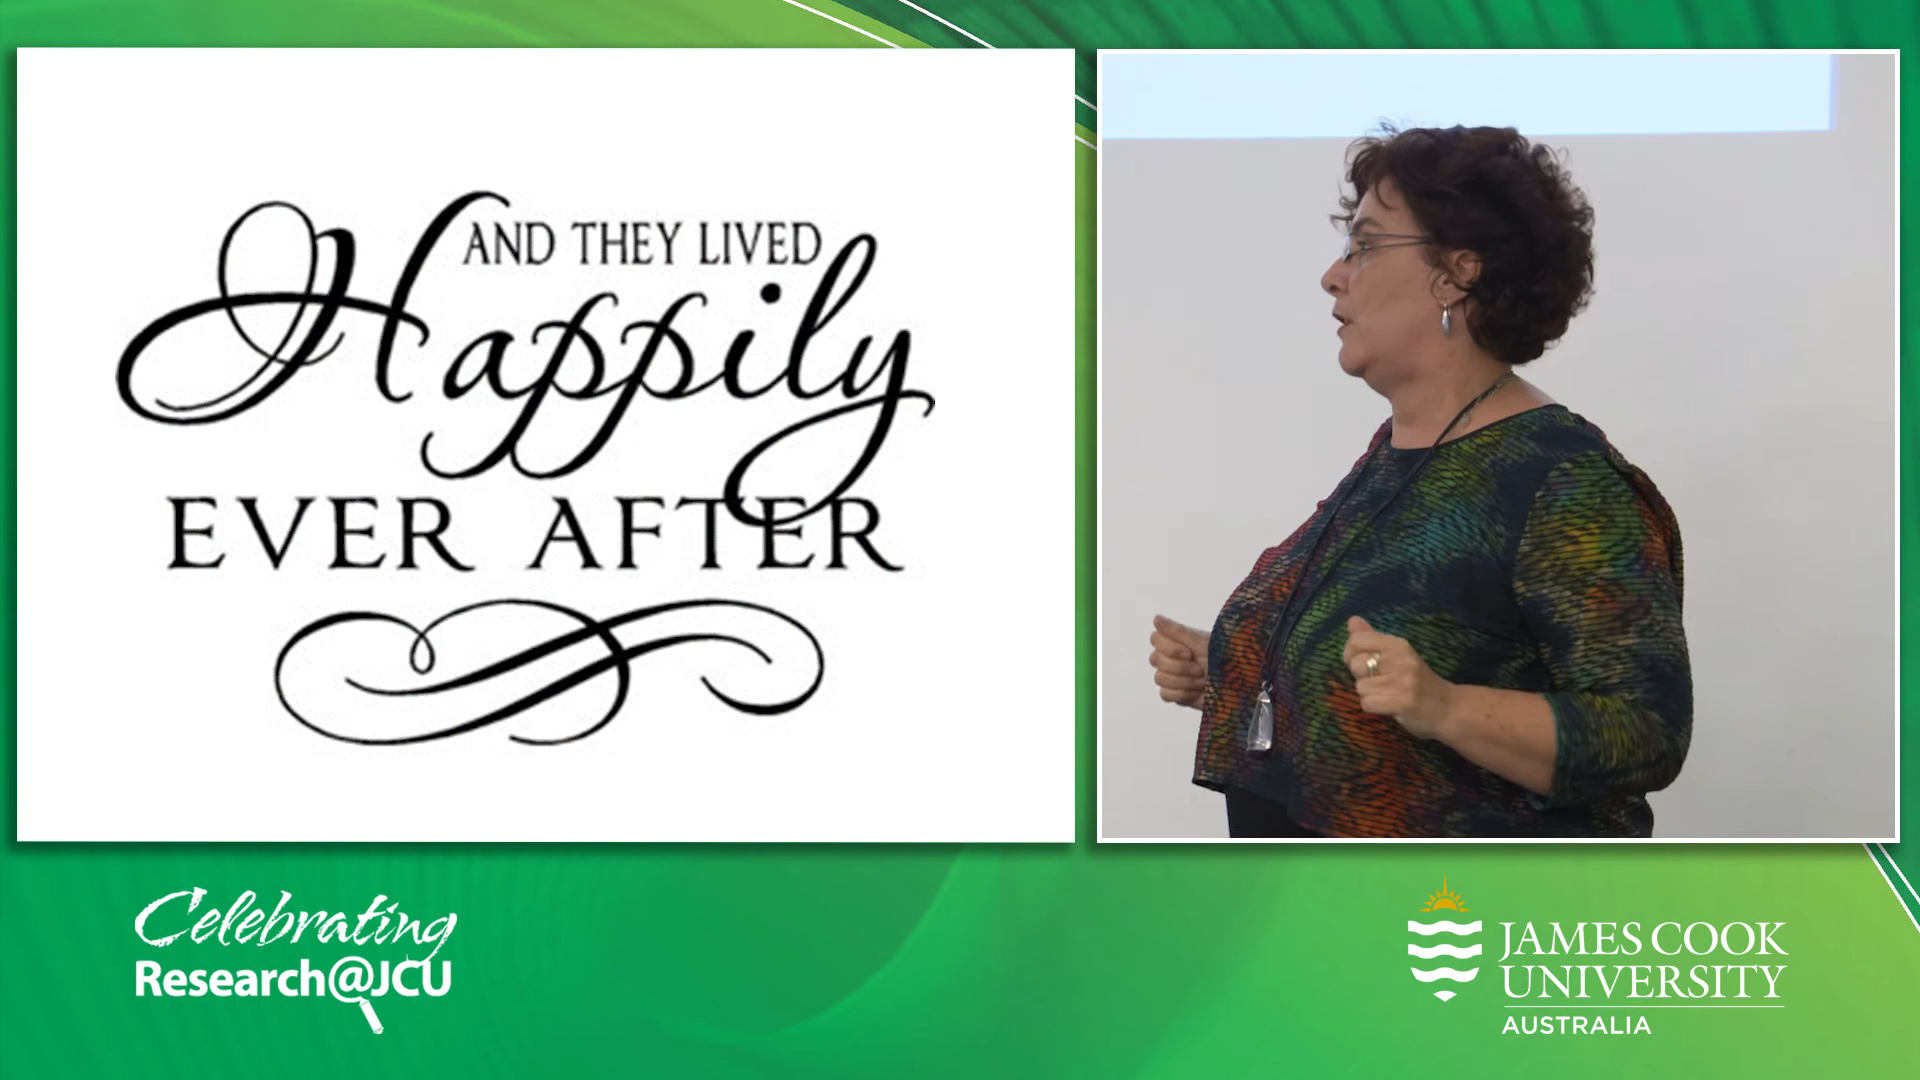 AND THEY LIVED
Happily
EVER AFTER
Celebrating
Research@JCU
JAMES COOK
UNIVERSITY
AUSTRALIA